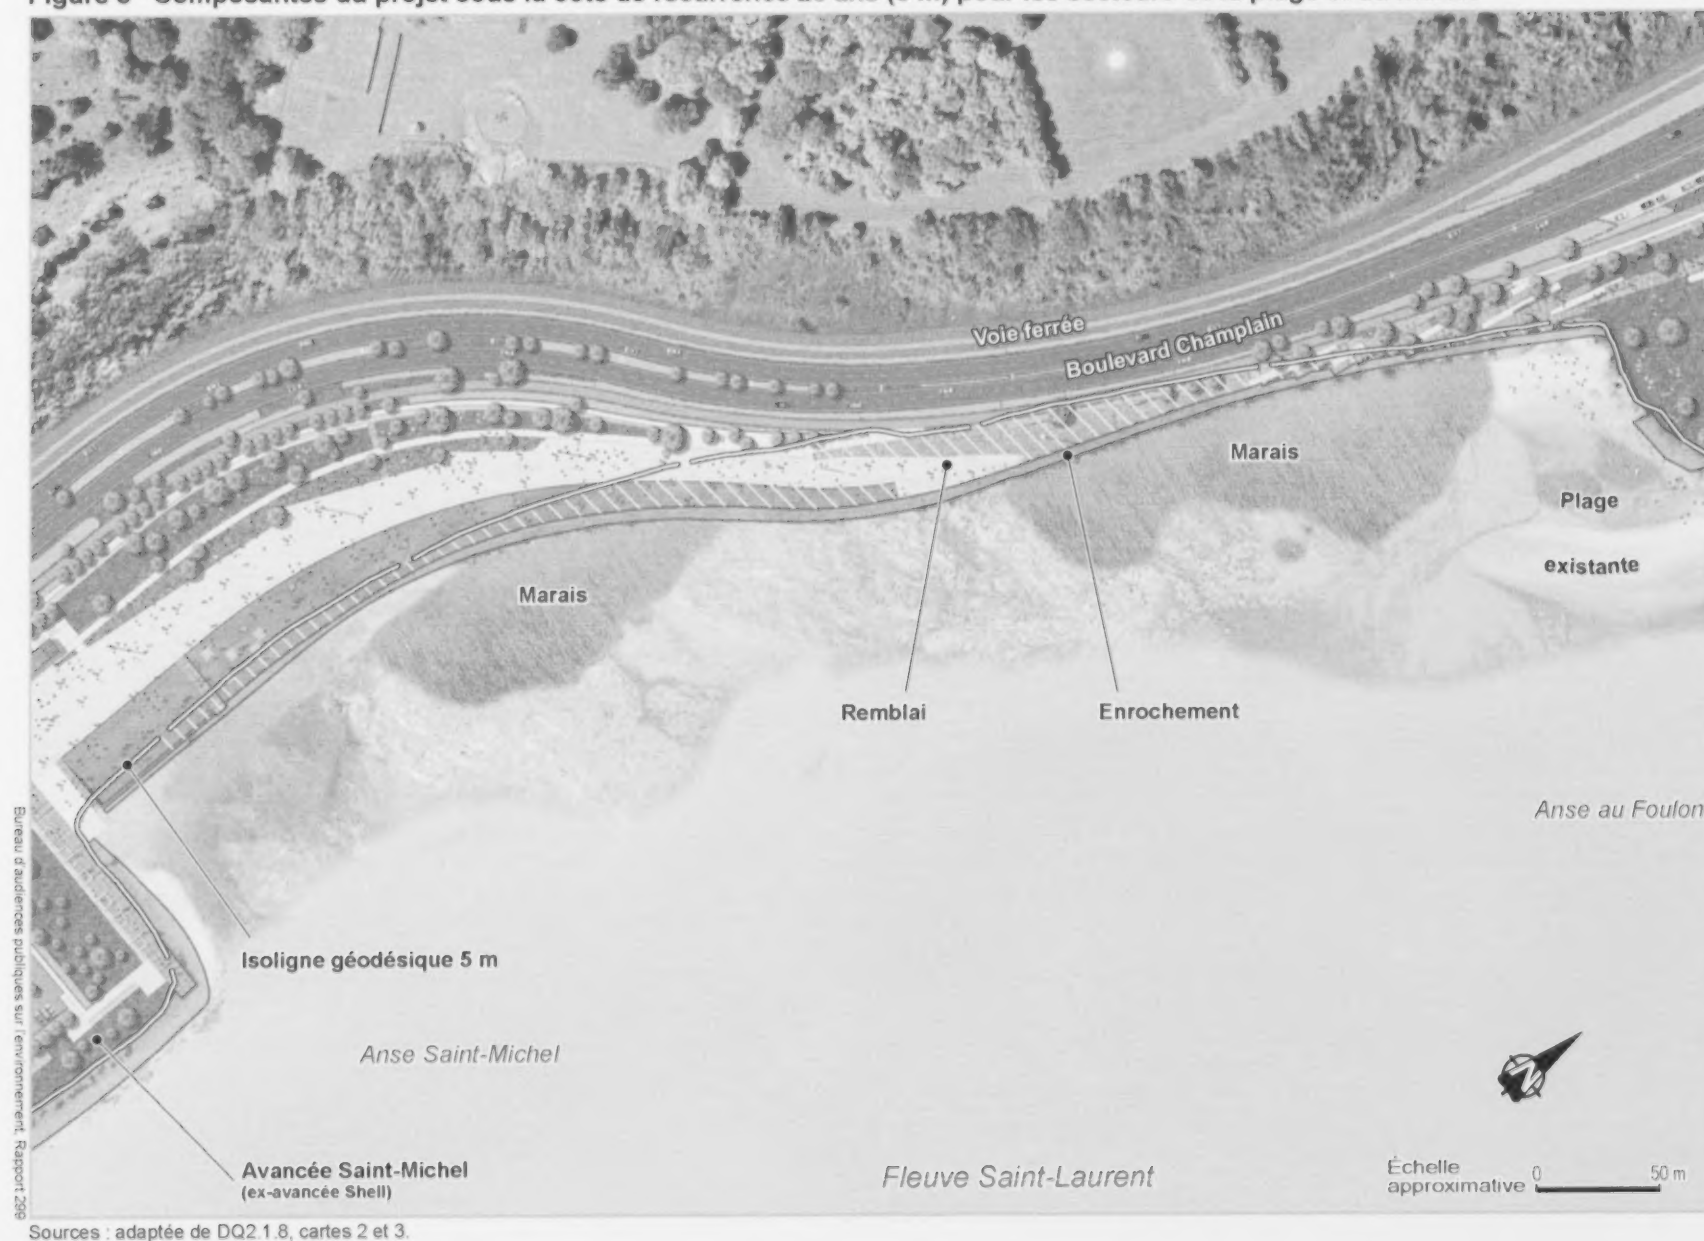 Voie ferrée
Boulevard Champlain
Marais
Plage
existante
Marais
Remblai
Enrochement
Anse au Foulon
Isoligne géodésique 5 m
Anse Saint-Michel
Avancée Saint-Michel
(ex-avancée Shell)
Fleuve Saint-Laurent
N
Échelle
approximative
0 50 m
Bureau d'audiences publiques sur l'environnement, Rapport 299
Sources : adaptée de DQ2.1.8, cartes 2 et 3.